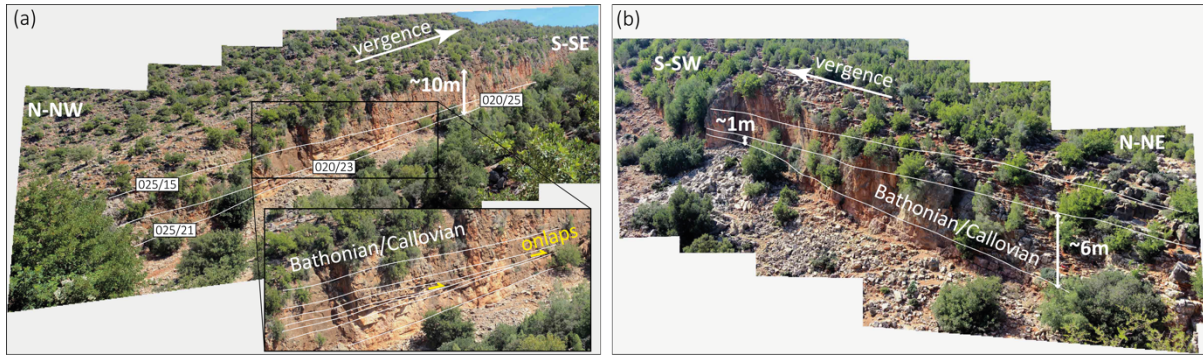 (a)
vergence
S-SE
~10m
N-NW
020/25
020/23
025/15
025/21
Bathonian/Callovian
onlaps
(b)
S-SW
vergence
~1m
N-NE
Bathonian/Callovian
~6m